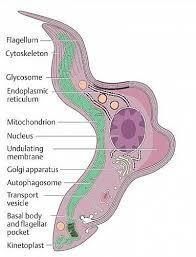 Flagellum
Cytoskeleton
Glycosome
Endoplasmic
reticulum
Mitochondrion
Nucleus
Undulating
membrane
Golgi apparatus
Autophagosome
Transport
vesicle
Basal body
and flagellar
pocket
Kinetoplast